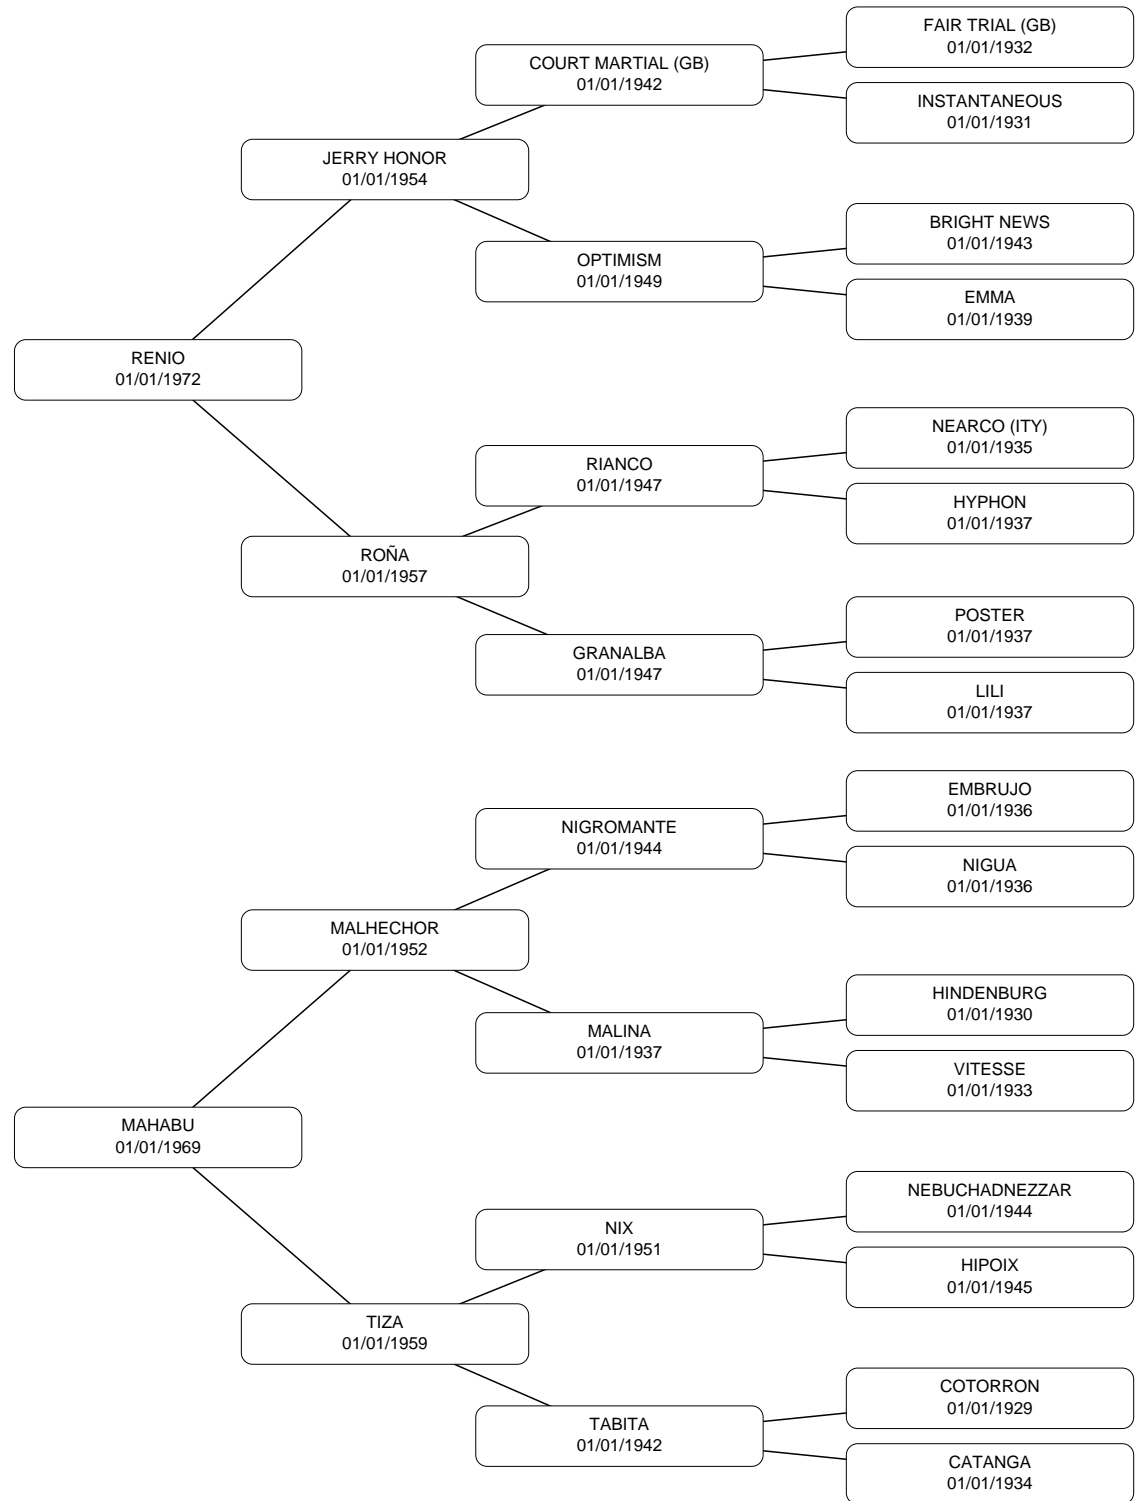 FAIR TRIAL (GB)
01/01/1932
COURT MARTIAL (GB)
01/01/1942
INSTANTANEOUS
01/01/1931
JERRY HONOR
01/01/1954
BRIGHT NEWS
01/01/1943
OPTIMISM
01/01/1949
EMMA
01/01/1939
RENIO
01/01/1972
NEARCO (ITY)
01/01/1935
RIANCO
01/01/1947
HYPHON
01/01/1937
ROÑA
01/01/1957
POSTER
01/01/1937
GRANALBA
01/01/1947
LILI
01/01/1937
EMBRUJO
01/01/1936
NIGROMANTE
01/01/1944
NIGUA
01/01/1936
MALHECHOR
01/01/1952
HINDENBURG
01/01/1930
MALINA
01/01/1937
VITESSE
01/01/1933
MAHABU
01/01/1969
NEBUCHADNEZZAR
01/01/1944
NIX
01/01/1951
HIPOIX
01/01/1945
TIZA
01/01/1959
COTORRON
01/01/1929
TABITA
01/01/1942
CATANGA
01/01/1934